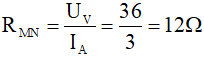 R_MN = U_V / I_A = 36 / 3 = 12Ω